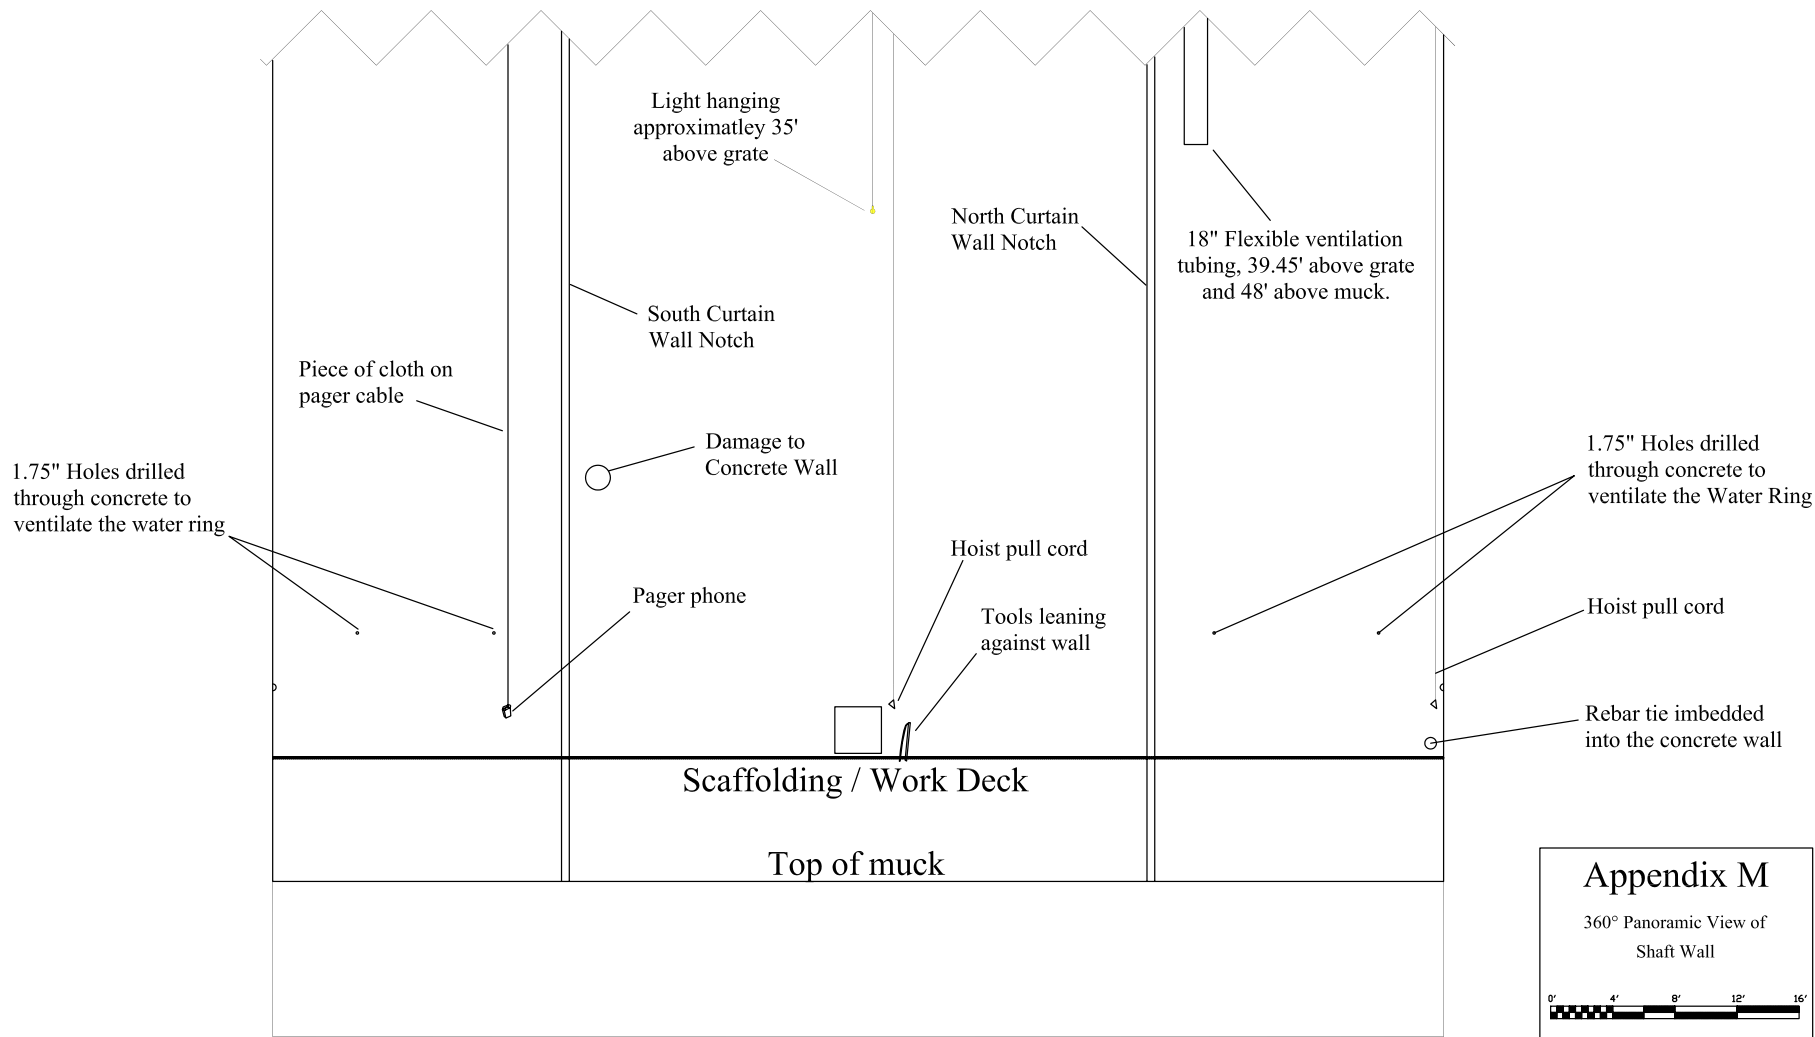 Light hanging
approximatley 35'
above grate
North Curtain
Wall Notch
18" Flexible ventilation
tubing, 39.45' above grate
and 48' above muck.
South Curtain
Wall Notch
Piece of cloth on
pager cable
Damage to
Concrete Wall
1.75" Holes drilled
through concrete to
ventilate the water ring
1.75" Holes drilled
through concrete to
ventilate the Water Ring
Hoist pull cord
Pager phone
Tools leaning
against wall
Hoist pull cord
Rebar tie imbedded
into the concrete wall
Scaffolding / Work Deck
Top of muck
Appendix M
360° Panoramic View of
Shaft Wall
0' 4' 8' 12' 16'